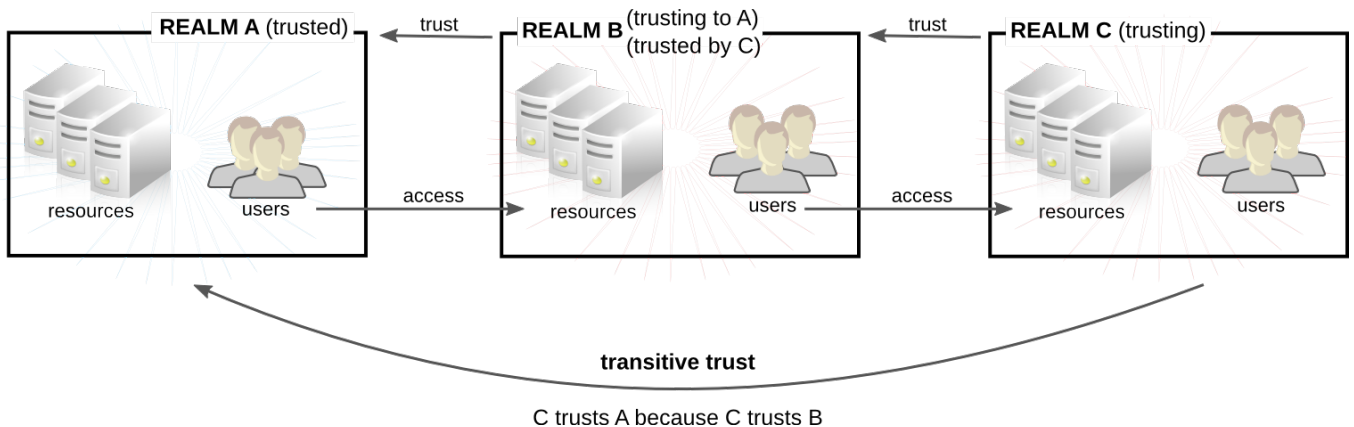 REALM A (trusted)
trust
REALM B (trusting to A)
(trusted by C)
trust
REALM C (trusting)
resources
users
access
resources
users
access
resources
users
transitive trust
C trusts A because C trusts B